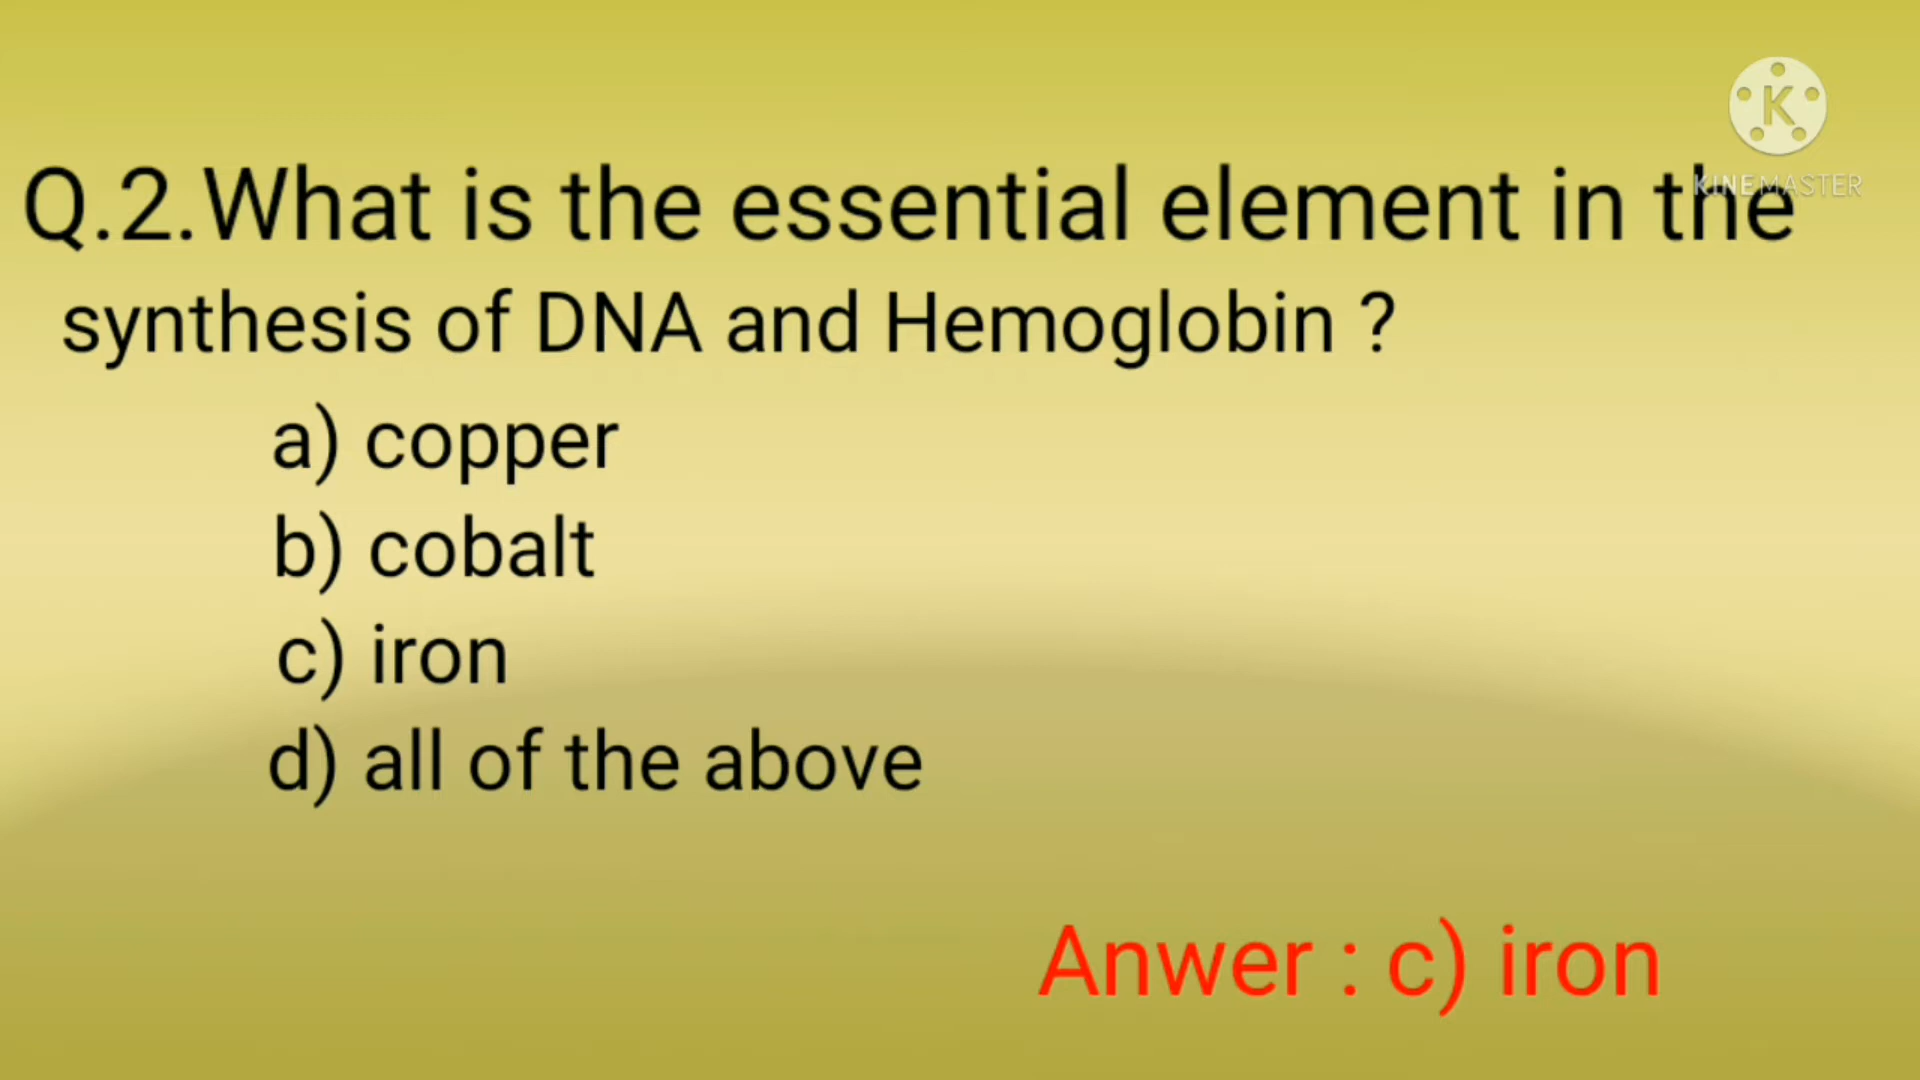 KINEMASTER
Q.2.What is the essential element in the
synthesis of DNA and Hemoglobin ?
a) copper
b) cobalt
c) iron
d) all of the above
Anwer : c) iron